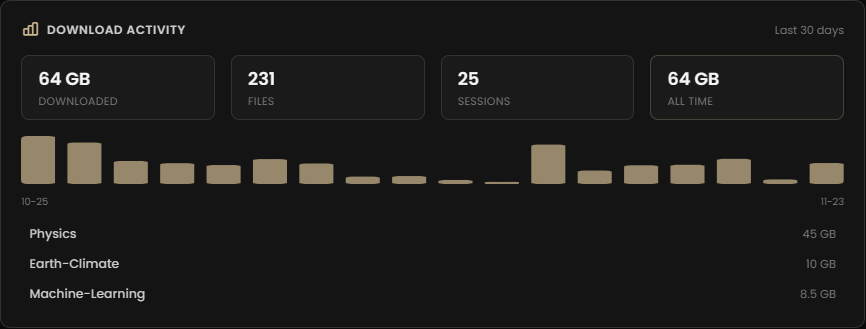 DOWNLOAD ACTIVITY
Last 30 days
64 GB
DOWNLOADED
231
FILES
25
SESSIONS
64 GB
ALL TIME
10-25
11-23
Physics 45 GB
Earth-Climate 10 GB
Machine-Learning 8.5 GB